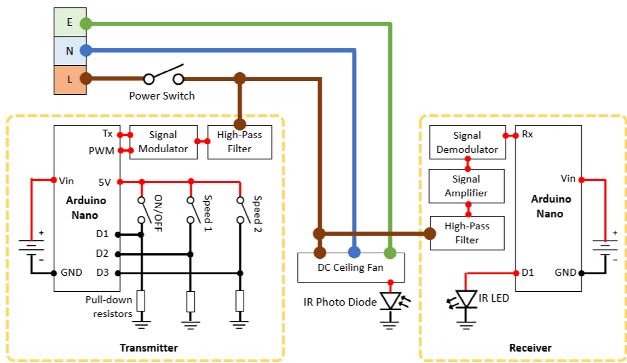 E
N
L
Power Switch
Tx
PWM
Signal
Modulator
High-Pass
Filter
Vin
5V
Arduino
Nano
ON/OFF
Speed 1
Speed 2
D1
D2
D3
GND
+
-
Pull-down
resistors
Transmitter
DC Ceiling Fan
IR Photo Diode
Signal
Demodulator
Rx
Signal
Amplifier
High-Pass
Filter
Vin
Arduino
Nano
D1
GND
+
-
IR LED
Receiver